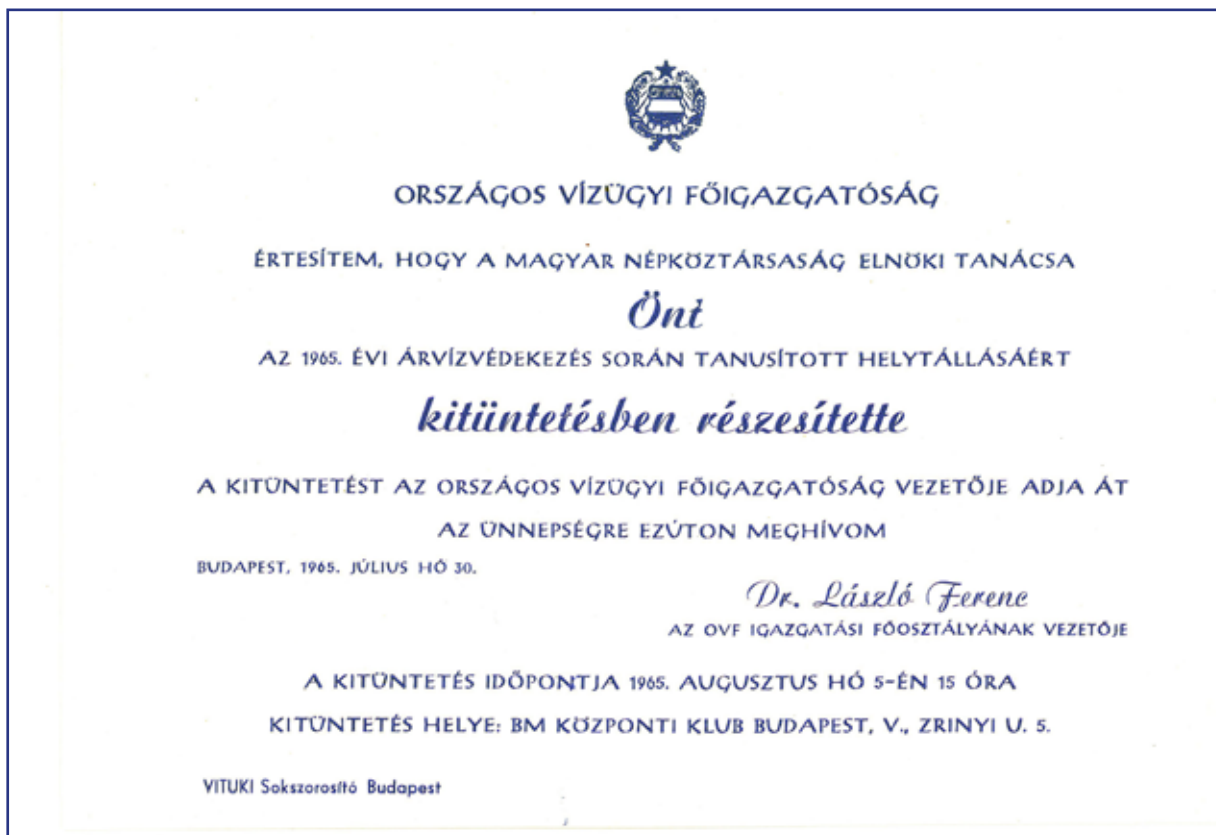 ORSZÁGOS VÍZÜGYI FŐIGAZGATÓSÁG
ÉRTESÍTEM, HOGY A MAGYAR NÉPKÖZTÁRSASÁG ELNÖKI TANÁCSA
Önt
AZ 1965. ÉVI ÁRVÍZVÉDEKEZÉS SORÁN TANUSÍTOTT HELYTÁLLÁSÁÉRT
kitüntetésben részesítette
A KITÜNTETÉST AZ ORSZÁGOS VÍZÜGYI FŐIGAZGATÓSÁG VEZETŐJE ADJA ÁT
AZ ÜNNEPSÉGRE EZÚTON MEGHÍVOM
BUDAPEST, 1965. JÚLIUS HÓ 30.
Dr. László Ferenc
AZ OVF IGAZGATÁSI FŐOSZTÁLYÁNAK VEZETŐJE
A KITÜNTETÉS IDŐPONTJA 1965. AUGUSZTUS HÓ 5-ÉN 15 ÓRA
KITÜNTETÉS HELYE: BM KÖZPONTI KLUB BUDAPEST, V., ZRINYI U. 5.
VITUKI Sokszorosító Budapest